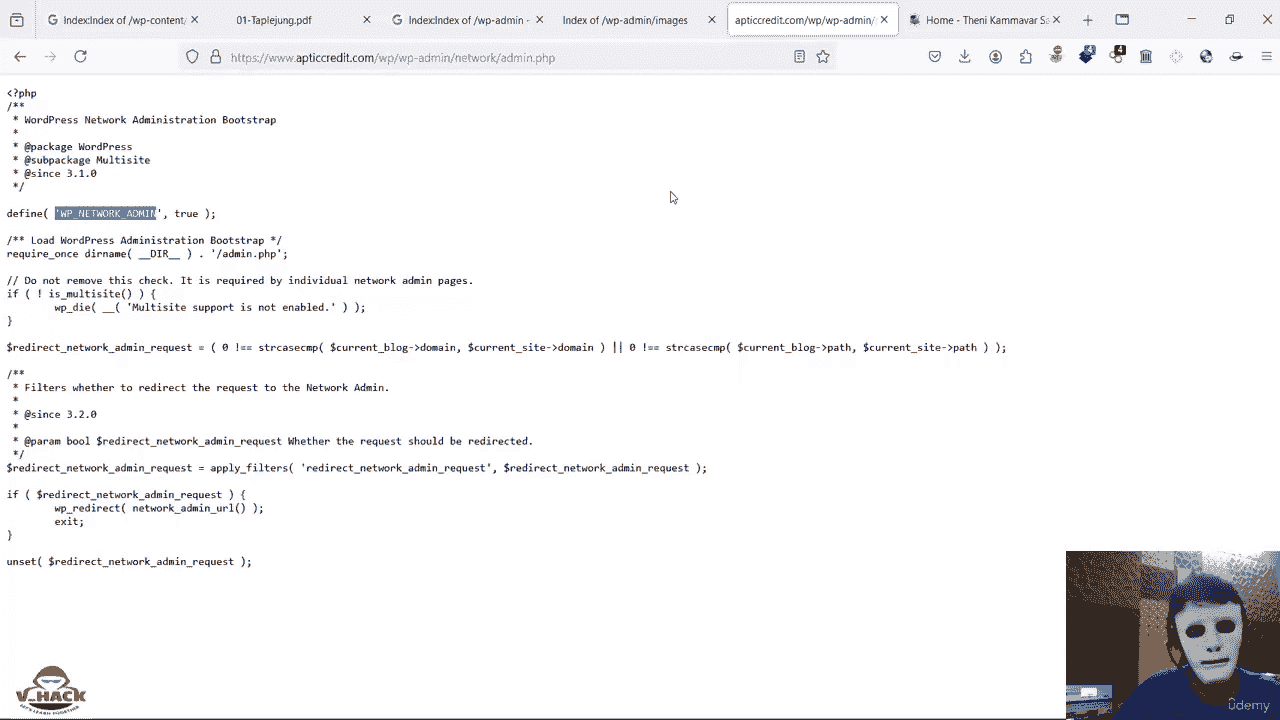 Index:Index of /wp-content/
01-Taplejung.pdf
Index:Index of /wp-admin -
Index of /wp-admin/images
apticcredit.com/wp/wp-admin/
Home - Theni Kammavar Sa
https://www.apticcredit.com/wp/wp-admin/network/admin.php
4
<?php
/**
* WordPress Network Administration Bootstrap
*
* @package WordPress
* @subpackage Multisite
* @since 3.1.0
*/
define( 'WP_NETWORK_ADMIN', true );
/** Load WordPress Administration Bootstrap */
require_once dirname( __DIR__ ) . '/admin.php';
// Do not remove this check. It is required by individual network admin pages.
if ( ! is_multisite() ) {
wp_die( __( 'Multisite support is not enabled.' ) );
}
$redirect_network_admin_request = ( 0 !== strcasecmp( $current_blog->domain, $current_site->domain ) || 0 !== strcasecmp( $current_blog->path, $current_site->path ) );
/**
* Filters whether to redirect the request to the Network Admin.
*
* @since 3.2.0
*
* @param bool $redirect_network_admin_request Whether the request should be redirected.
*/
$redirect_network_admin_request = apply_filters( 'redirect_network_admin_request', $redirect_network_admin_request );
if ( $redirect_network_admin_request ) {
wp_redirect( network_admin_url() );
exit;
}
unset( $redirect_network_admin_request );
V_HACK
LET'S LEARN TOGETHER
Udemy